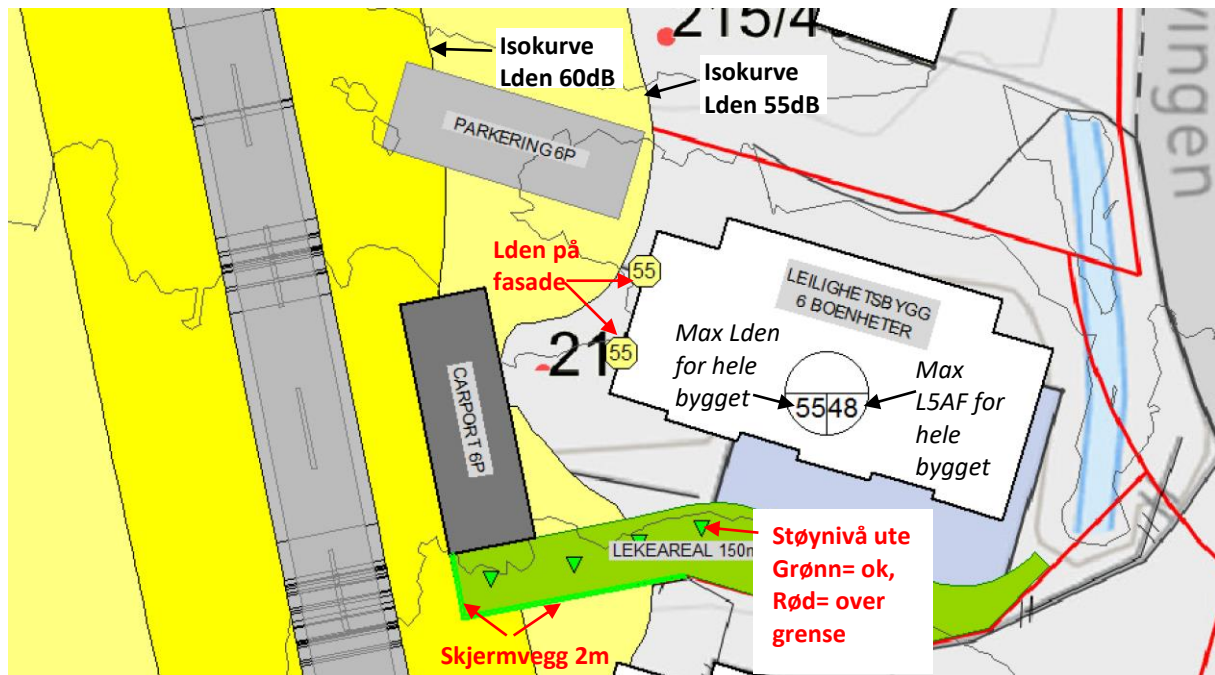 Isokurve
Lden 60dB
215/4
Isokurve
Lden 55dB
vingen
PARKERING 6P
Lden på
fasade
55
55
LEILIGHETSBYGG
6 BOENHETER
21
Max Lden
for hele
bygget
55 48
Max
L5AF for
hele
bygget
CARPORT 6P
LEKEAREAL 150m
Støynivå ute
Grønn= ok,
Rød= over
grense
Skjermvegg 2m